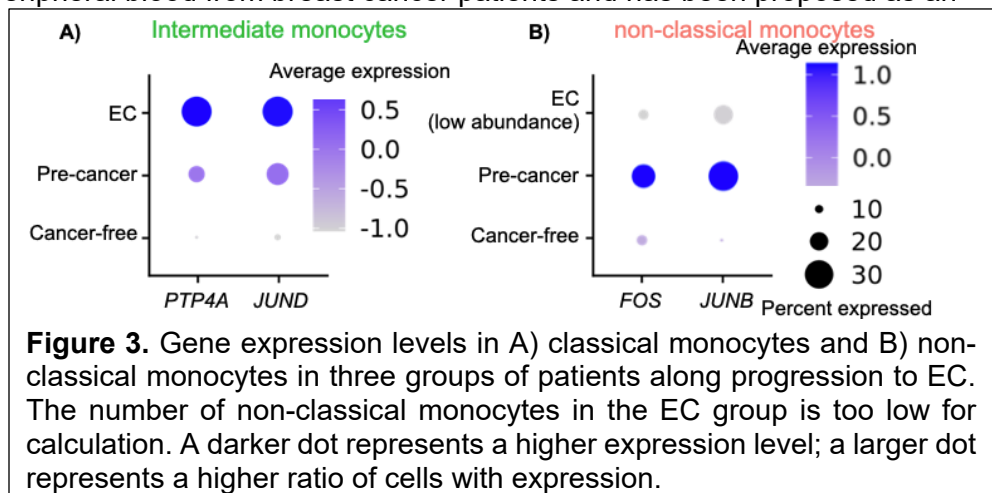 A) Intermediate monocytes
Average expression
EC
Pre-cancer
Cancer-free
0.5
0.0
-0.5
-1.0
PTP4A JUND
B) non-classical monocytes
Average expression
EC
(low abundance)
Pre-cancer
Cancer-free
1.0
0.5
0.0
10
20
30
FOS JUNB
Percent expressed
Figure 3. Gene expression levels in A) classical monocytes and B) non-
classical monocytes in three groups of patients along progression to EC.
The number of non-classical monocytes in the EC group is too low for
calculation. A darker dot represents a higher expression level; a larger dot
represents a higher ratio of cells with expression.